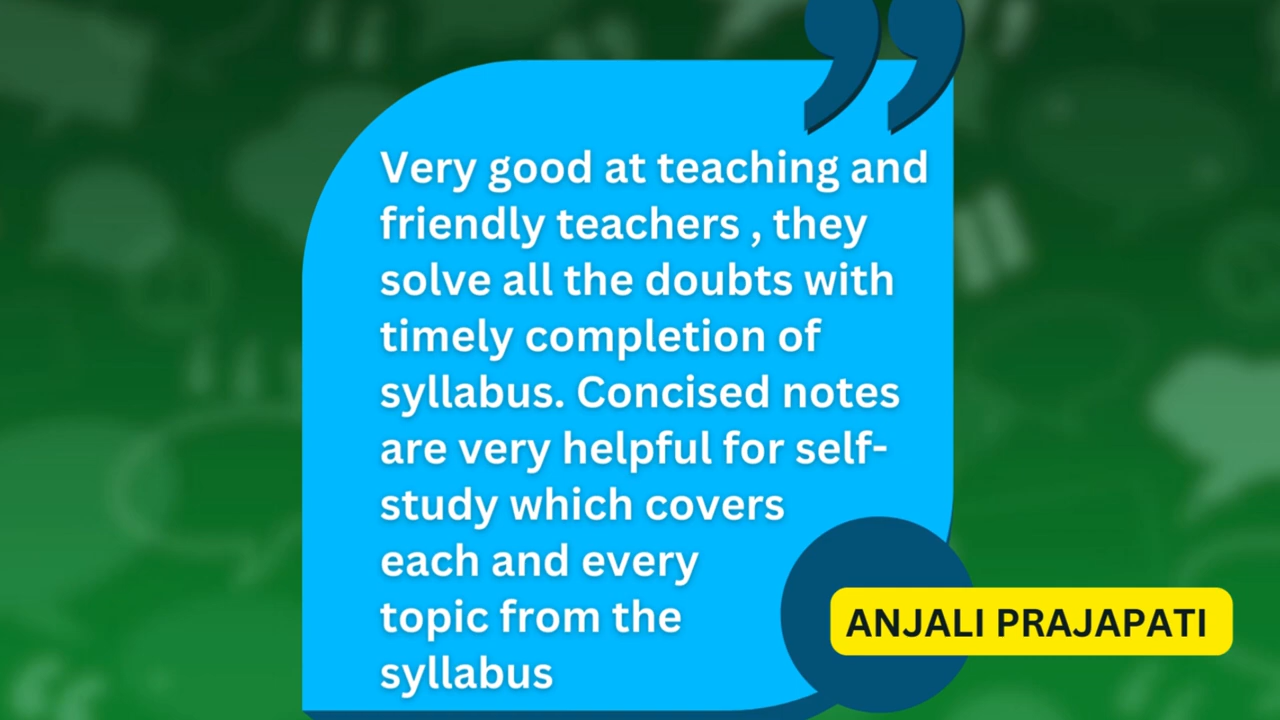 Very good at teaching and
friendly teachers , they
solve all the doubts with
timely completion of
syllabus. Concised notes
are very helpful for self-
study which covers
each and every
topic from the
syllabus
ANJALI PRAJAPATI